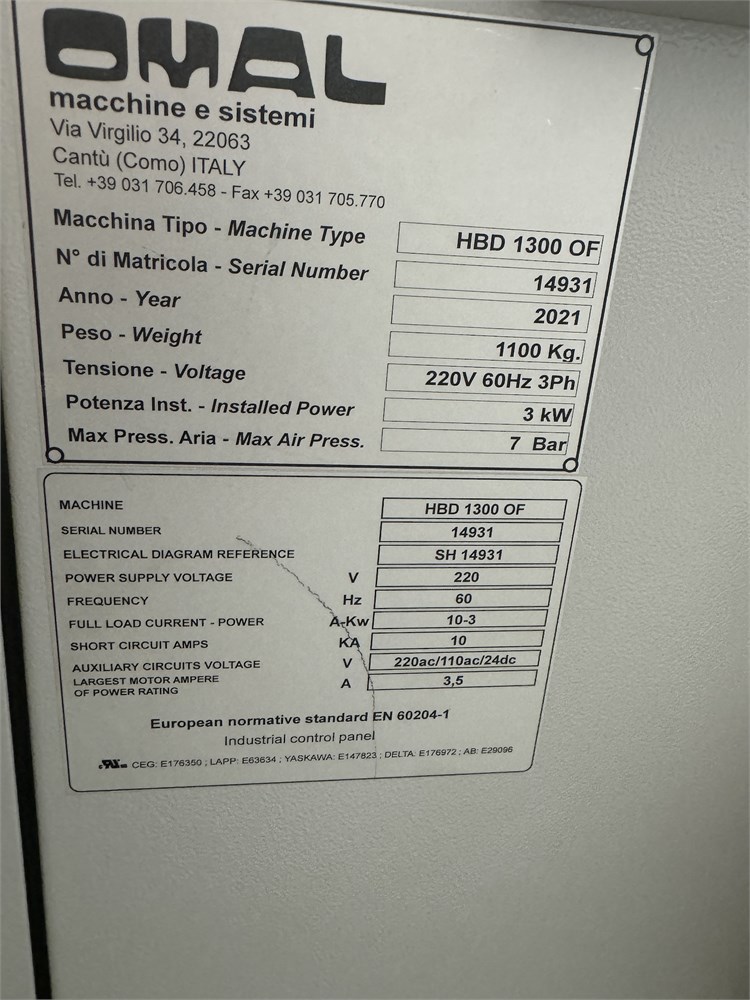 OMAL
macchine e sistemi
Via Virgilio 34, 22063
Cantù (Como) ITALY
Tel. +39 031 706.458 - Fax +39 031 705.770
Macchina Tipo - Machine Type HBD 1300 OF
N° di Matricola - Serial Number 14931
Anno - Year 2021
Peso - Weight 1100 Kg.
Tensione - Voltage 220V 60Hz 3Ph
Potenza Inst. - Installed Power 3 kW
Max Press. Aria - Max Air Press. 7 Bar
MACHINE HBD 1300 OF
SERIAL NUMBER 14931
ELECTRICAL DIAGRAM REFERENCE SH 14931
POWER SUPPLY VOLTAGE V 220
FREQUENCY Hz 60
FULL LOAD CURRENT - POWER A-Kw 10-3
SHORT CIRCUIT AMPS KA 10
AUXILIARY CIRCUITS VOLTAGE V 220ac/110ac/24dc
LARGEST MOTOR AMPERE
OF POWER RATING A 3,5
European normative standard EN 60204-1
Industrial control panel
CEG: E176350 ; LAPP: E63634 ; YASKAWA: E147823 ; DELTA: E176972 ; AB: E29096